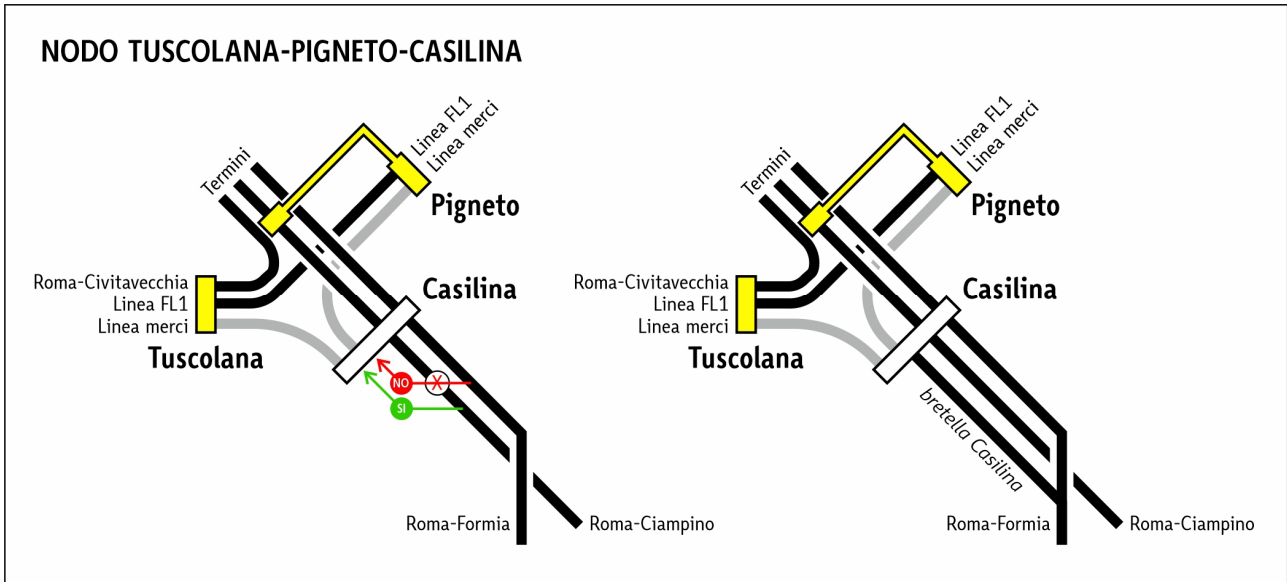 NODO TUSCOLANA-PIGNETO-CASILINA
Linea FL1
Linea merci
Termini
Pigneto
Roma-Civitavecchia
Linea FL1
Linea merci
Casilina
Tuscolana
NO
X
SI
Roma-Formia
Roma-Ciampino
Linea FL1
Linea merci
Termini
Pigneto
Roma-Civitavecchia
Linea FL1
Linea merci
Casilina
Tuscolana
bretella Casilina
Roma-Formia
Roma-Ciampino